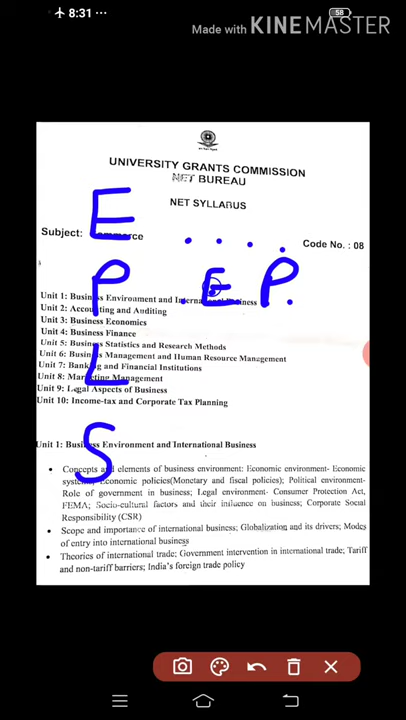 8:31 ...
58
Made with KINEMASTER
UNIVERSITY GRANTS COMMISSION
NET BUREAU
NET SYLLABUS
Subject: Commerce
Code No. : 08
E
P
L
S
. . . .
. E P.
Unit 1: Business Environment and International Business
Unit 2: Accounting and Auditing
Unit 3: Business Economics
Unit 4: Business Finance
Unit 5: Business Statistics and Research Methods
Unit 6: Business Management and Human Resource Management
Unit 7: Banking and Financial Institutions
Unit 8: Marketing Management
Unit 9: Legal Aspects of Business
Unit 10: Income-tax and Corporate Tax Planning
Unit 1: Business Environment and International Business
• Concepts and elements of business environment: Economic environment- Economic
systems, Economic policies(Monetary and fiscal policies); Political environment-
Role of government in business; Legal environment- Consumer Protection Act,
FEMA; Socio-cultural factors and their influence on business; Corporate Social
Responsibility (CSR)
• Scope and importance of international business; Globalization and its drivers; Modes
of entry into international business
• Theories of international trade; Government intervention in international trade; Tariff
and non-tariff barriers; India's foreign trade policy